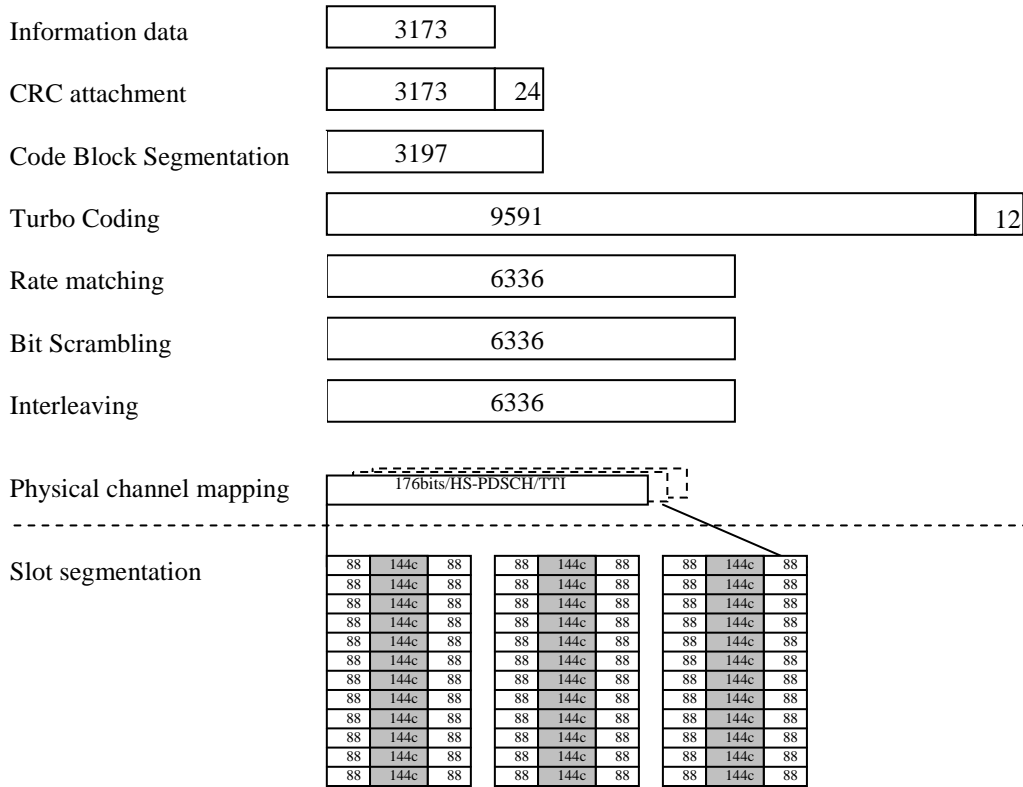 Information data 3173
CRC attachment 3173 24
Code Block Segmentation 3197
Turbo Coding 9591 12
Rate matching 6336
Bit Scrambling 6336
Interleaving 6336
Physical channel mapping 176bits/HS-PDSCH/TTI
Slot segmentation
88 144c 88 88 144c 88 88 144c 88
88 144c 88 88 144c 88 88 144c 88
88 144c 88 88 144c 88 88 144c 88
88 144c 88 88 144c 88 88 144c 88
88 144c 88 88 144c 88 88 144c 88
88 144c 88 88 144c 88 88 144c 88
88 144c 88 88 144c 88 88 144c 88
88 144c 88 88 144c 88 88 144c 88
88 144c 88 88 144c 88 88 144c 88
88 144c 88 88 144c 88 88 144c 88
88 144c 88 88 144c 88 88 144c 88
88 144c 88 88 144c 88 88 144c 88